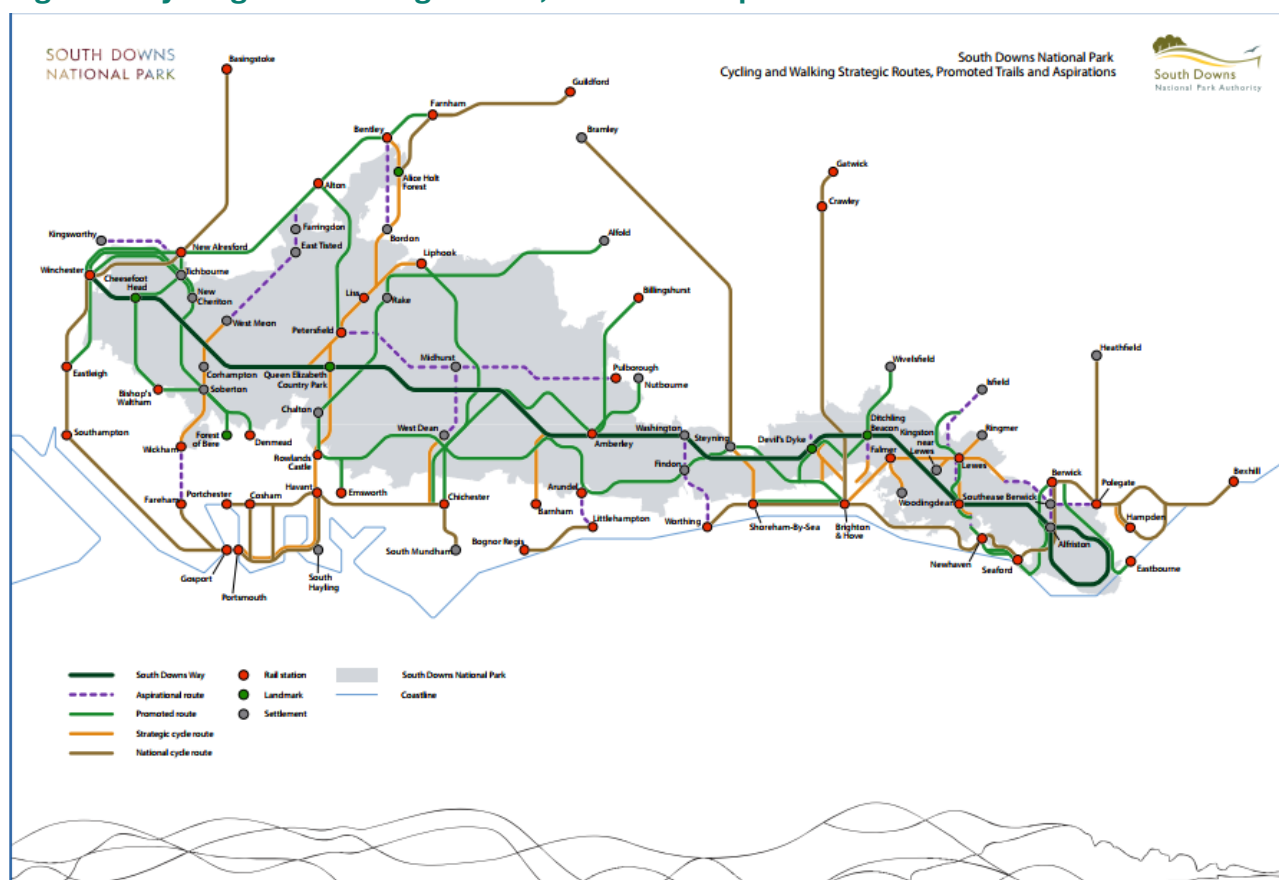 SOUTH DOWNS
NATIONAL PARK
South Downs National Park
Cycling and Walking Strategic Routes, Promoted Trails and Aspirations
South Downs
National Park Authority
Basingstoke
Guildford
Farnham
Bentley
Bramley
Alice Holt
Forest
Gatwick
Alton
Crawley
Kingsworthy
Farringdon
Bordon
Alfold
New Alresford
East Tisted
Liphook
Winchester
Cheesefoot
Head
Tichbourne
New
Cheriton
Liss
Rake
Billingshurst
West Meon
Petersfield
Midhurst
Heathfield
Eastleigh
Corhampton
Queen Elizabeth
Country Park
Pulborough
Nutbourne
Wivelsfield
Isfield
Bishop's
Waltham
Soberton
Chalton
Southampton
Forest
of Bere
Denmead
West Dean
Amberley
Washington
Steyning
Devil's Dyke
Ditchling
Beacon
Kingston
near
Lewes
Ringmer
Wickham
Rowlands
Castle
Findon
Falmer
Lewes
Berwick
Bexhill
Fareham
Portchester
Cosham
Havant
Emsworth
Chichester
Arundel
Barnham
Littlehampton
Worthing
Shoreham-By-Sea
Brighton
& Hove
Woodingdean
Southease Berwick
Polegate
Hampden
Gosport
Portsmouth
South
Hayling
South Mundham
Bognor Regis
Newhaven
Seaford
Alfriston
Eastbourne
South Downs Way
Rail station
South Downs National Park
Aspirational route
Landmark
Coastline
Promoted route
Settlement
Strategic cycle route
National cycle route